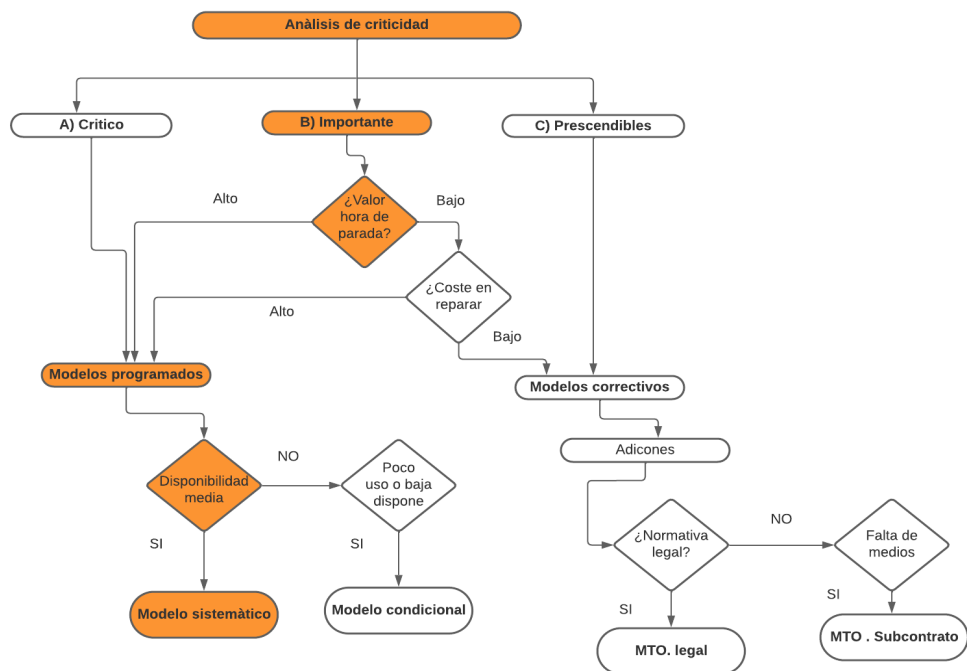 Anàlisis de criticidad
A) Critico
B) Importante
C) Prescendibles
Alto
¿Valor
hora de
parada?
Bajo
¿Coste en
reparar
Alto
Bajo
Modelos programados
Modelos correctivos
Adicones
Disponibilidad
media
NO
Poco
uso o baja
dispone
SI
SI
¿Normativa
legal?
NO
Falta de
medios
SI
SI
Modelo sistemàtico
Modelo condicional
MTO. legal
MTO . Subcontrato